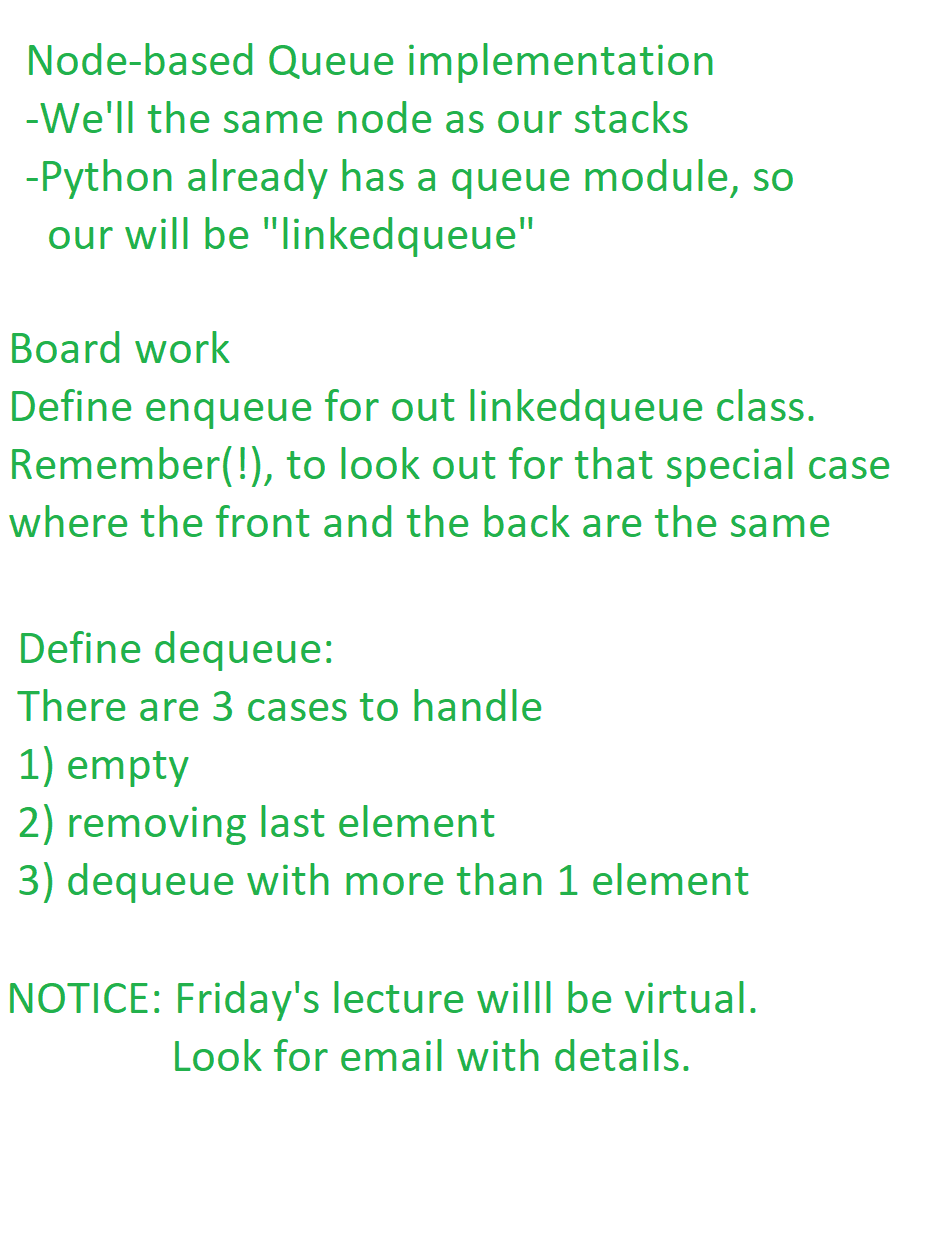 Node-based Queue implementation
-We'll the same node as our stacks
-Python already has a queue module, so
our will be "linkedqueue"
Board work
Define enqueue for out linkedqueue class.
Remember(!), to look out for that special case
where the front and the back are the same
Define dequeue:
There are 3 cases to handle
1) empty
2) removing last element
3) dequeue with more than 1 element
NOTICE: Friday's lecture willl be virtual.
Look for email with details.